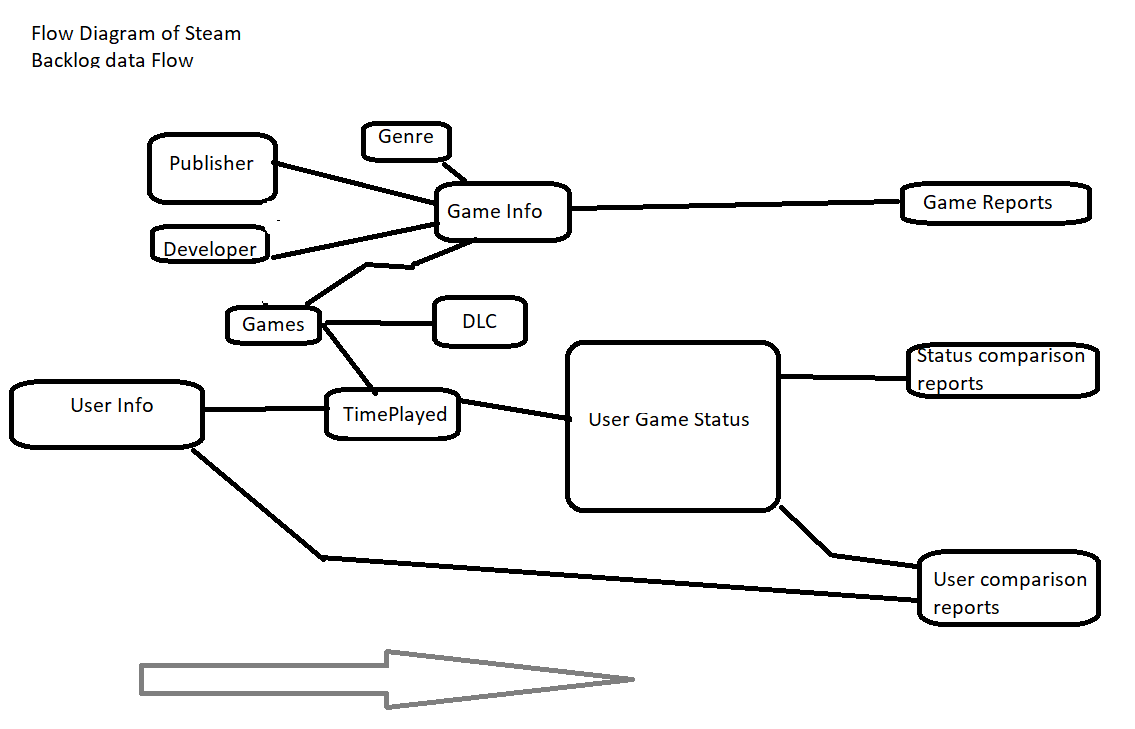 Flow Diagram of Steam
Backlog data Flow
Genre
Publisher
Game Info
Game Reports
Developer
Games
DLC
Status comparison
reports
User Info
TimePlayed
User Game Status
User comparison
reports